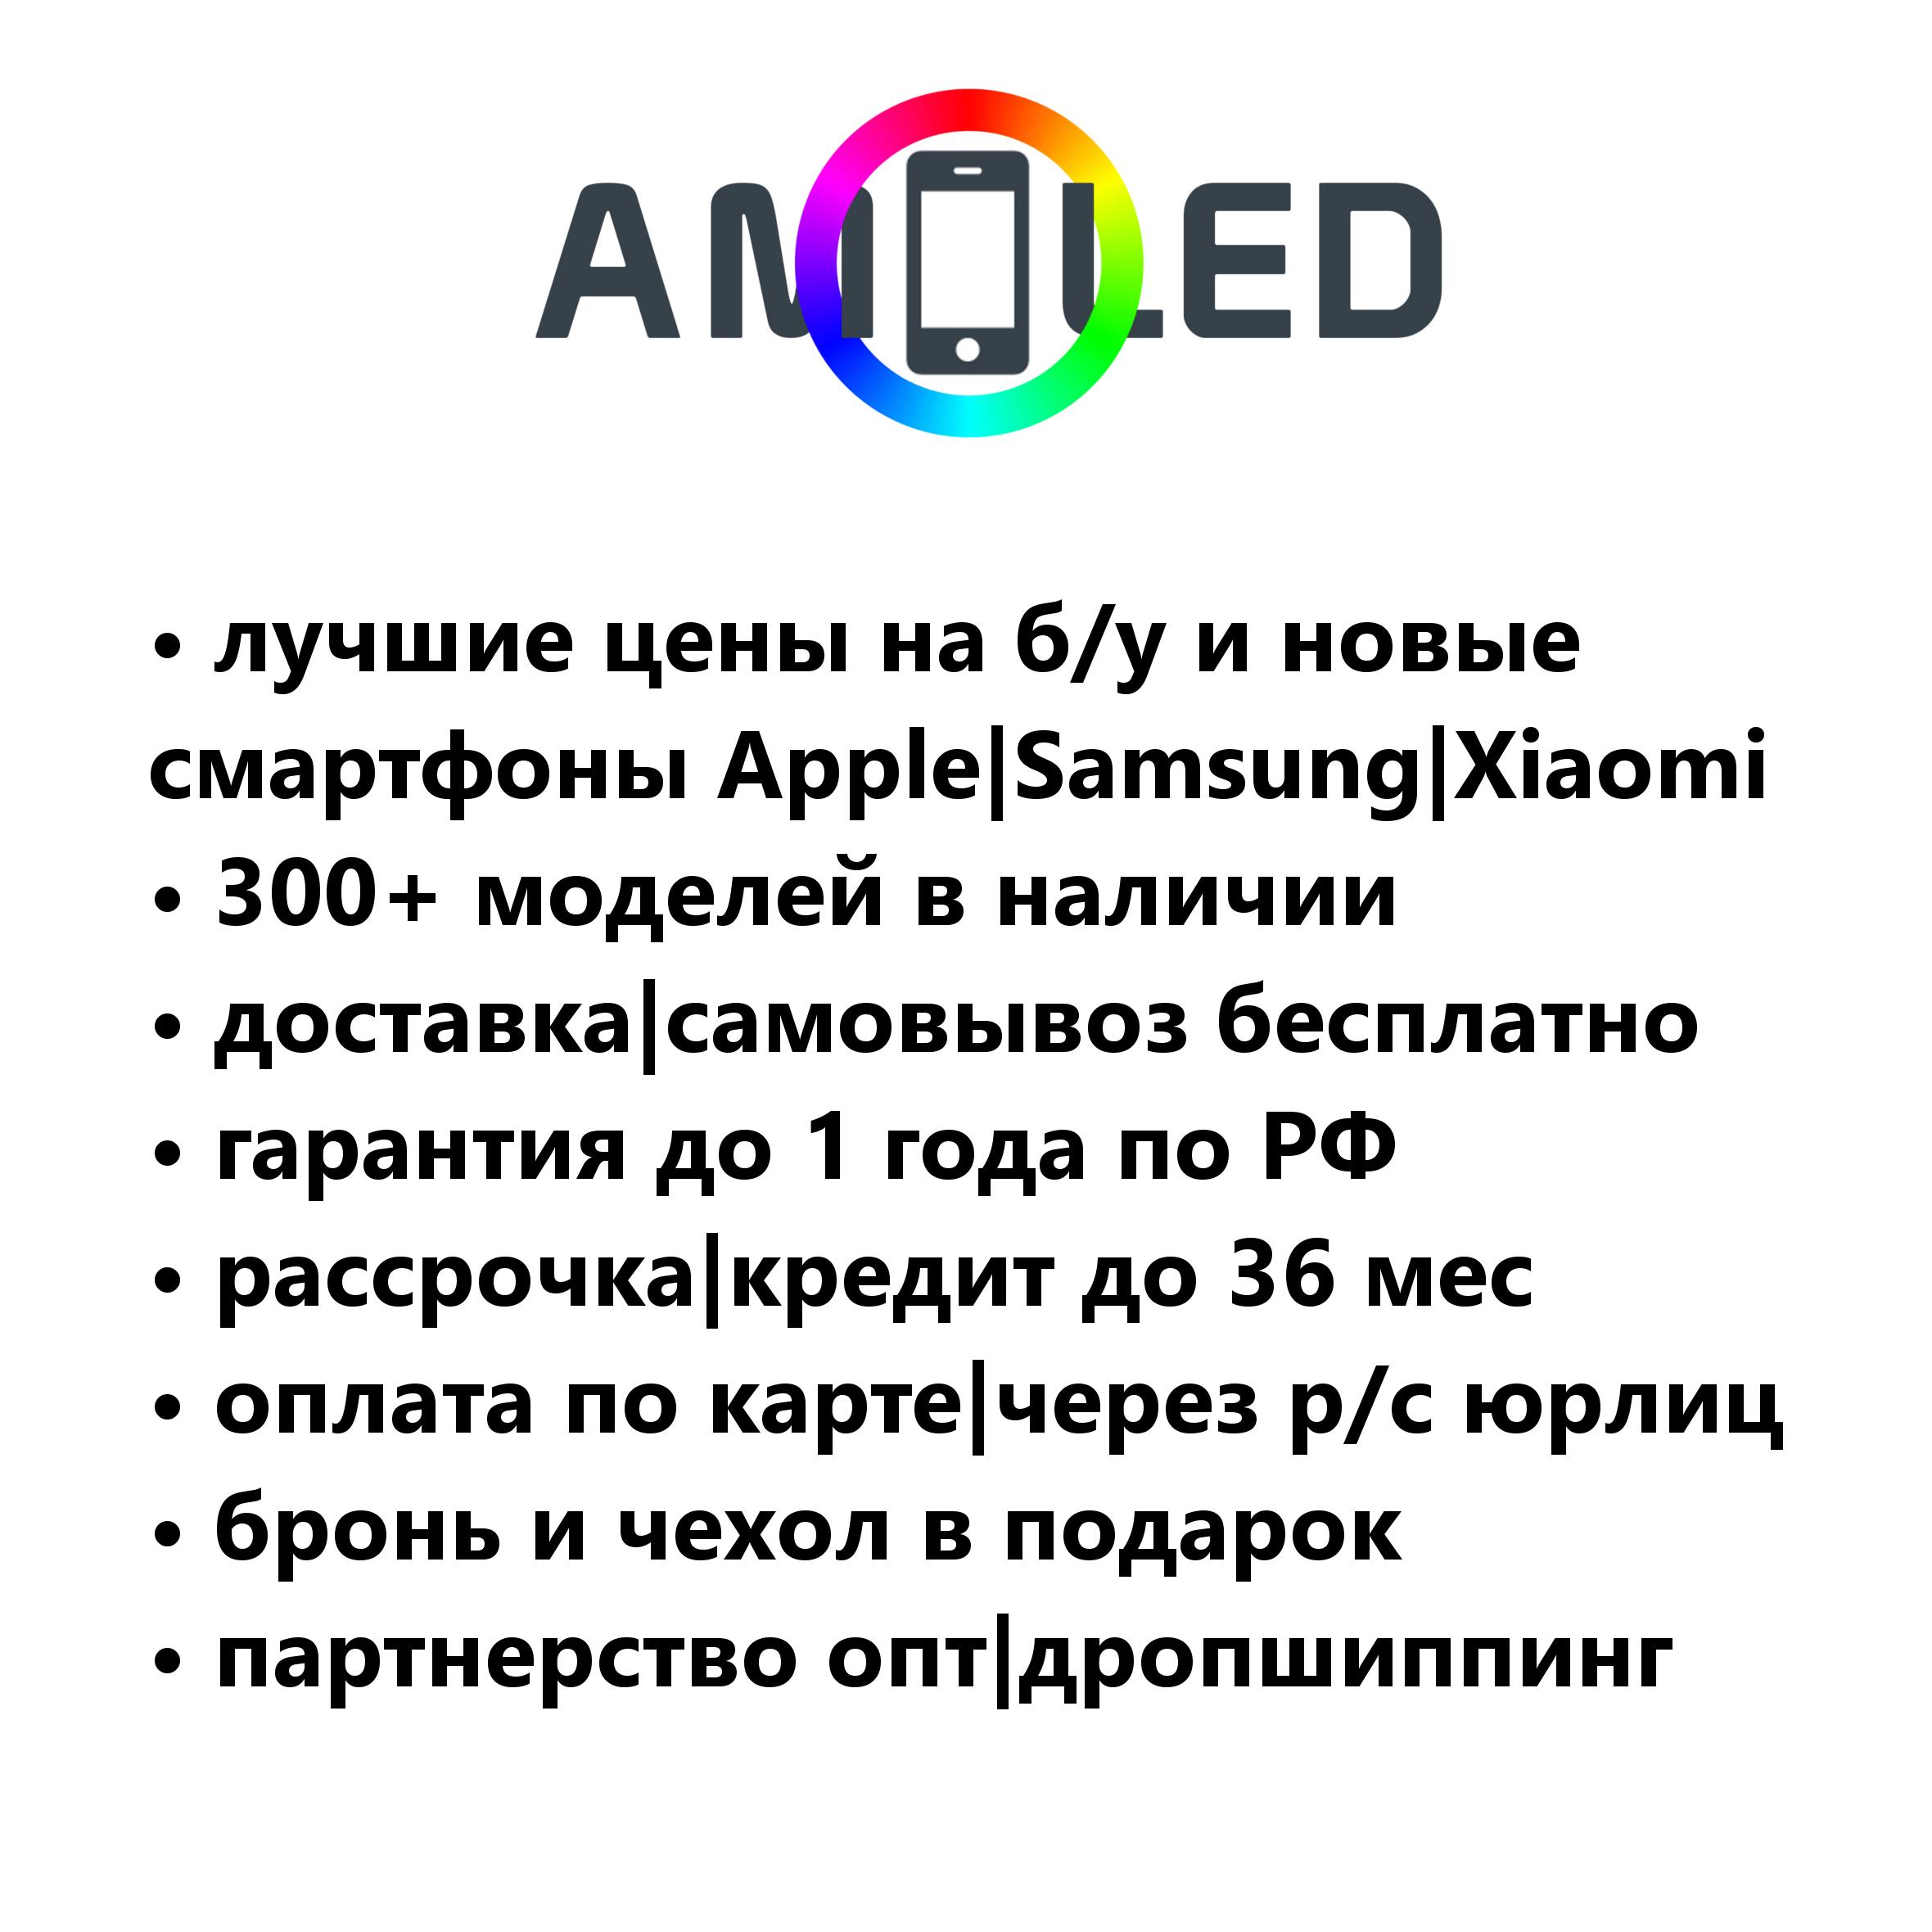 AMOLED
• лучшие цены на б/у и новые
смартфоны Apple|Samsung|Xiaomi
• 300+ моделей в наличии
• доставка|самовывоз бесплатно
• гарантия до 1 года по РФ
• рассрочка|кредит до 36 мес
• оплата по карте|через р/с юрлиц
• бронь и чехол в подарок
• партнерство опт|дропшиппинг